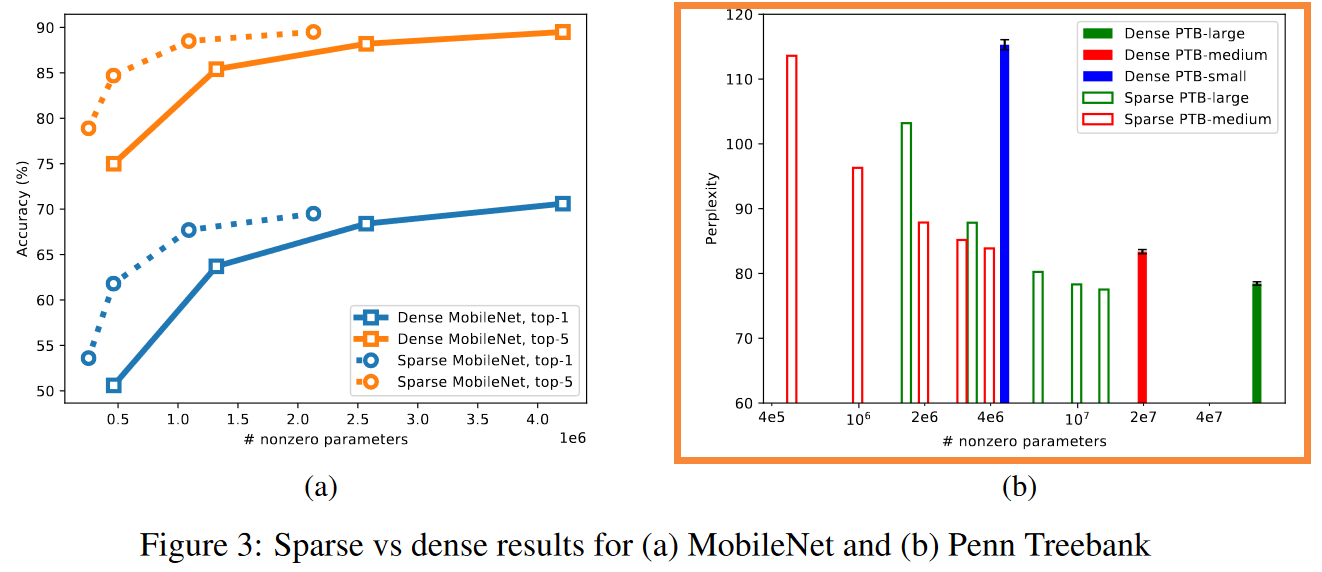 90
85
80
75
70
65
60
55
50
Accuracy (%)
Dense MobileNet, top-1
Dense MobileNet, top-5
Sparse MobileNet, top-1
Sparse MobileNet, top-5
0.5 1.0 1.5 2.0 2.5 3.0 3.5 4.0
1e6
# nonzero parameters
(a)
120
110
100
90
80
70
60
Perplexity
Dense PTB-large
Dense PTB-medium
Dense PTB-small
Sparse PTB-large
Sparse PTB-medium
4e5 10⁶ 2e6 4e6 10⁷ 2e7 4e7
# nonzero parameters
(b)
Figure 3: Sparse vs dense results for (a) MobileNet and (b) Penn Treebank